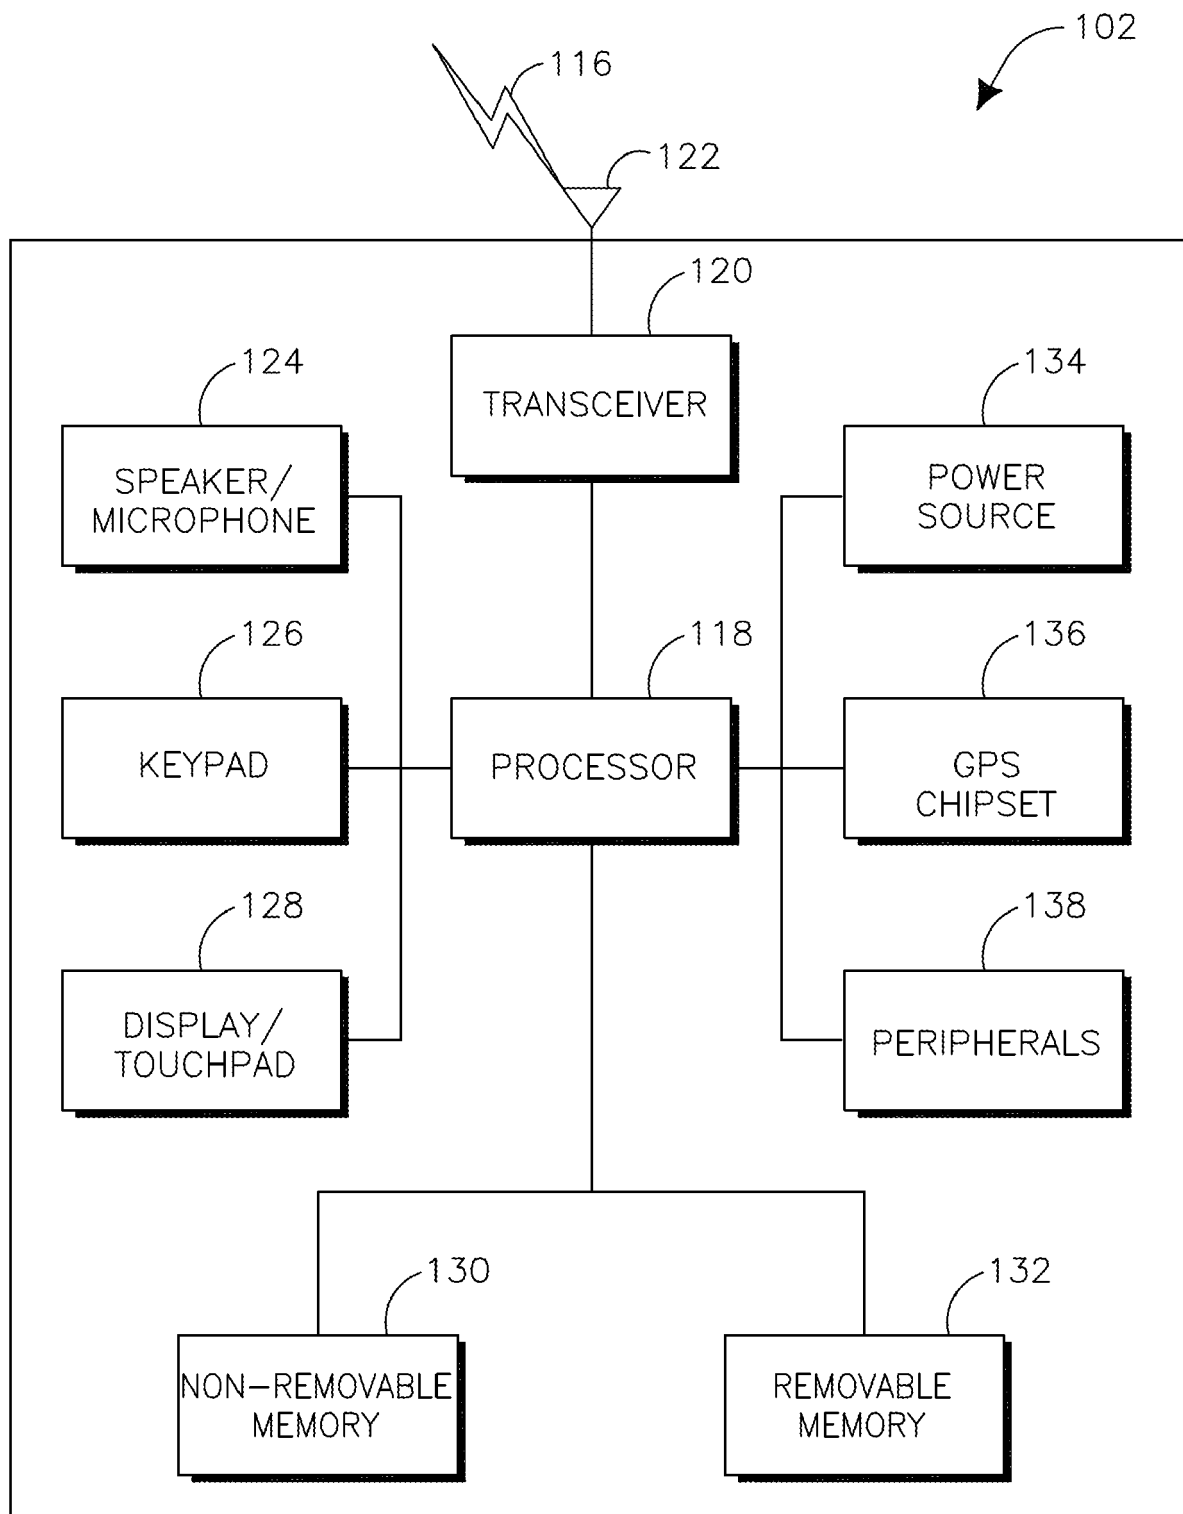 102
116
122
120
TRANSCEIVER
124
SPEAKER/
MICROPHONE
134
POWER
SOURCE
126
KEYPAD
118
PROCESSOR
136
GPS
CHIPSET
128
DISPLAY/
TOUCHPAD
138
PERIPHERALS
130
NON-REMOVABLE
MEMORY
132
REMOVABLE
MEMORY